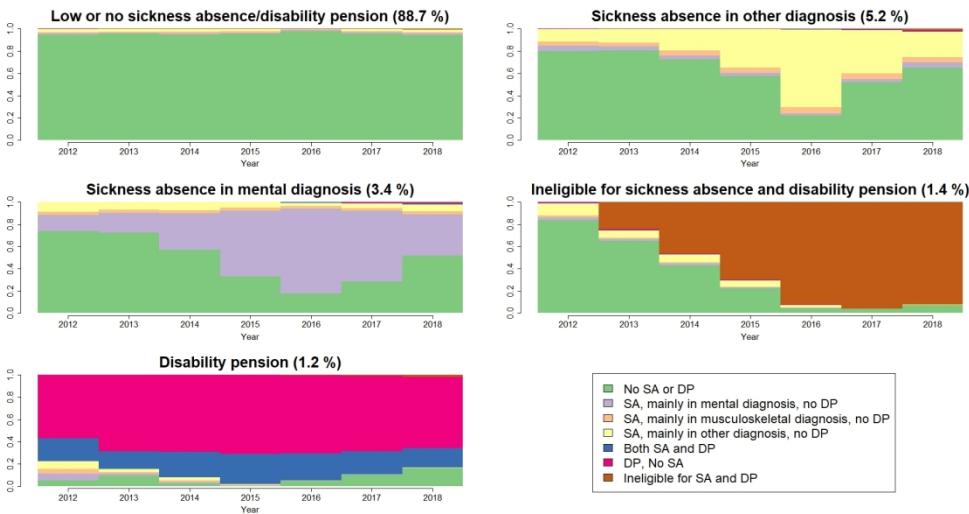 Low or no sickness absence/disability pension (88.7 %)
0.0 0.2 0.4 0.6 0.8 1.0
2012 2013 2014 2015 2016 2017 2018
Year
Sickness absence in other diagnosis (5.2 %)
0.0 0.2 0.4 0.6 0.8 1.0
2012 2013 2014 2015 2016 2017 2018
Year
Sickness absence in mental diagnosis (3.4 %)
0.0 0.2 0.4 0.6 0.8 1.0
2012 2013 2014 2015 2016 2017 2018
Year
Ineligible for sickness absence and disability pension (1.4 %)
0.0 0.2 0.4 0.6 0.8 1.0
2012 2013 2014 2015 2016 2017 2018
Year
Disability pension (1.2 %)
0.0 0.2 0.4 0.6 0.8 1.0
2012 2013 2014 2015 2016 2017 2018
Year
No SA or DP
SA, mainly in mental diagnosis, no DP
SA, mainly in musculoskeletal diagnosis, no DP
SA, mainly in other diagnosis, no DP
Both SA and DP
DP, No SA
Ineligible for SA and DP